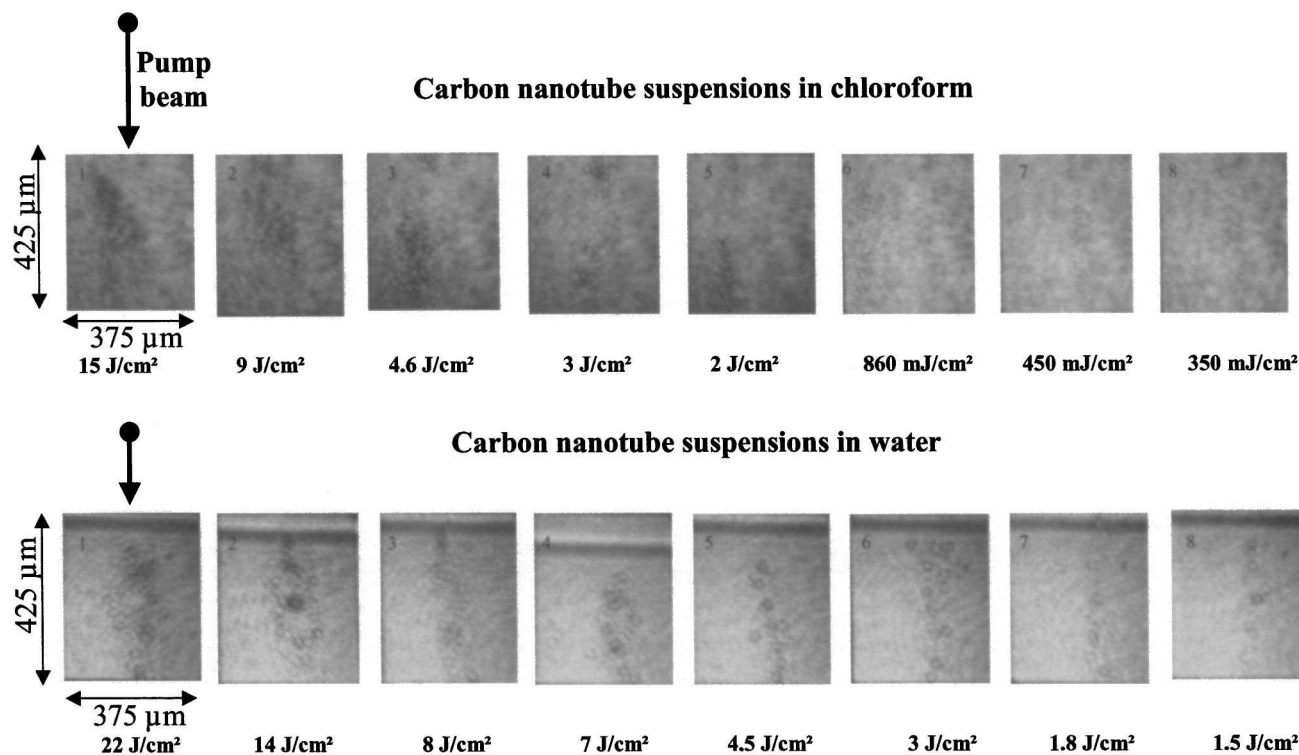 Pump
beam
Carbon nanotube suspensions in chloroform
1 2 3 4 5 6 7 8
425 µm
375 µm
15 J/cm² 9 J/cm² 4.6 J/cm² 3 J/cm² 2 J/cm² 860 mJ/cm² 450 mJ/cm² 350 mJ/cm²
Carbon nanotube suspensions in water
1 2 3 4 5 6 7 8
425 µm
375 µm
22 J/cm² 14 J/cm² 8 J/cm² 7 J/cm² 4.5 J/cm² 3 J/cm² 1.8 J/cm² 1.5 J/cm²